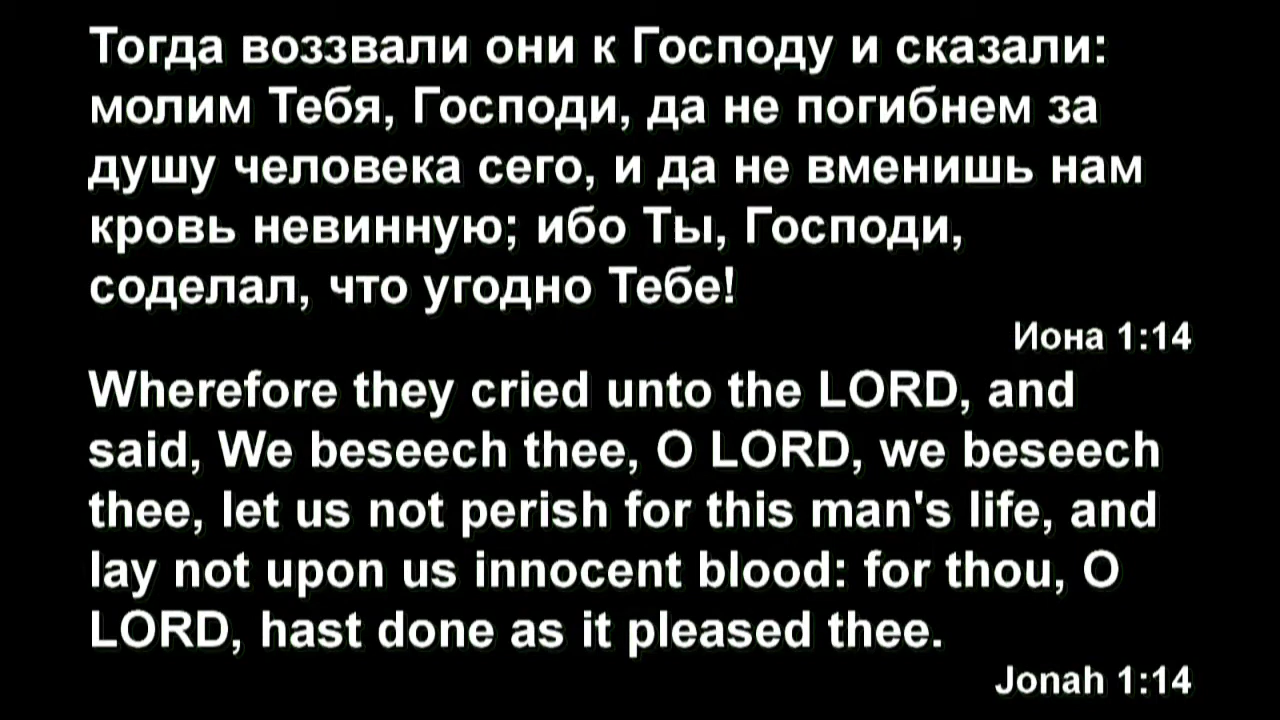 Тогда воззвали они к Господу и сказали:
молим Тебя, Господи, да не погибнем за
душу человека сего, и да не вменишь нам
кровь невинную; ибо Ты, Господи,
соделал, что угодно Тебе!
Иона 1:14
Wherefore they cried unto the LORD, and
said, We beseech thee, O LORD, we beseech
thee, let us not perish for this man's life, and
lay not upon us innocent blood: for thou, O
LORD, hast done as it pleased thee.
Jonah 1:14